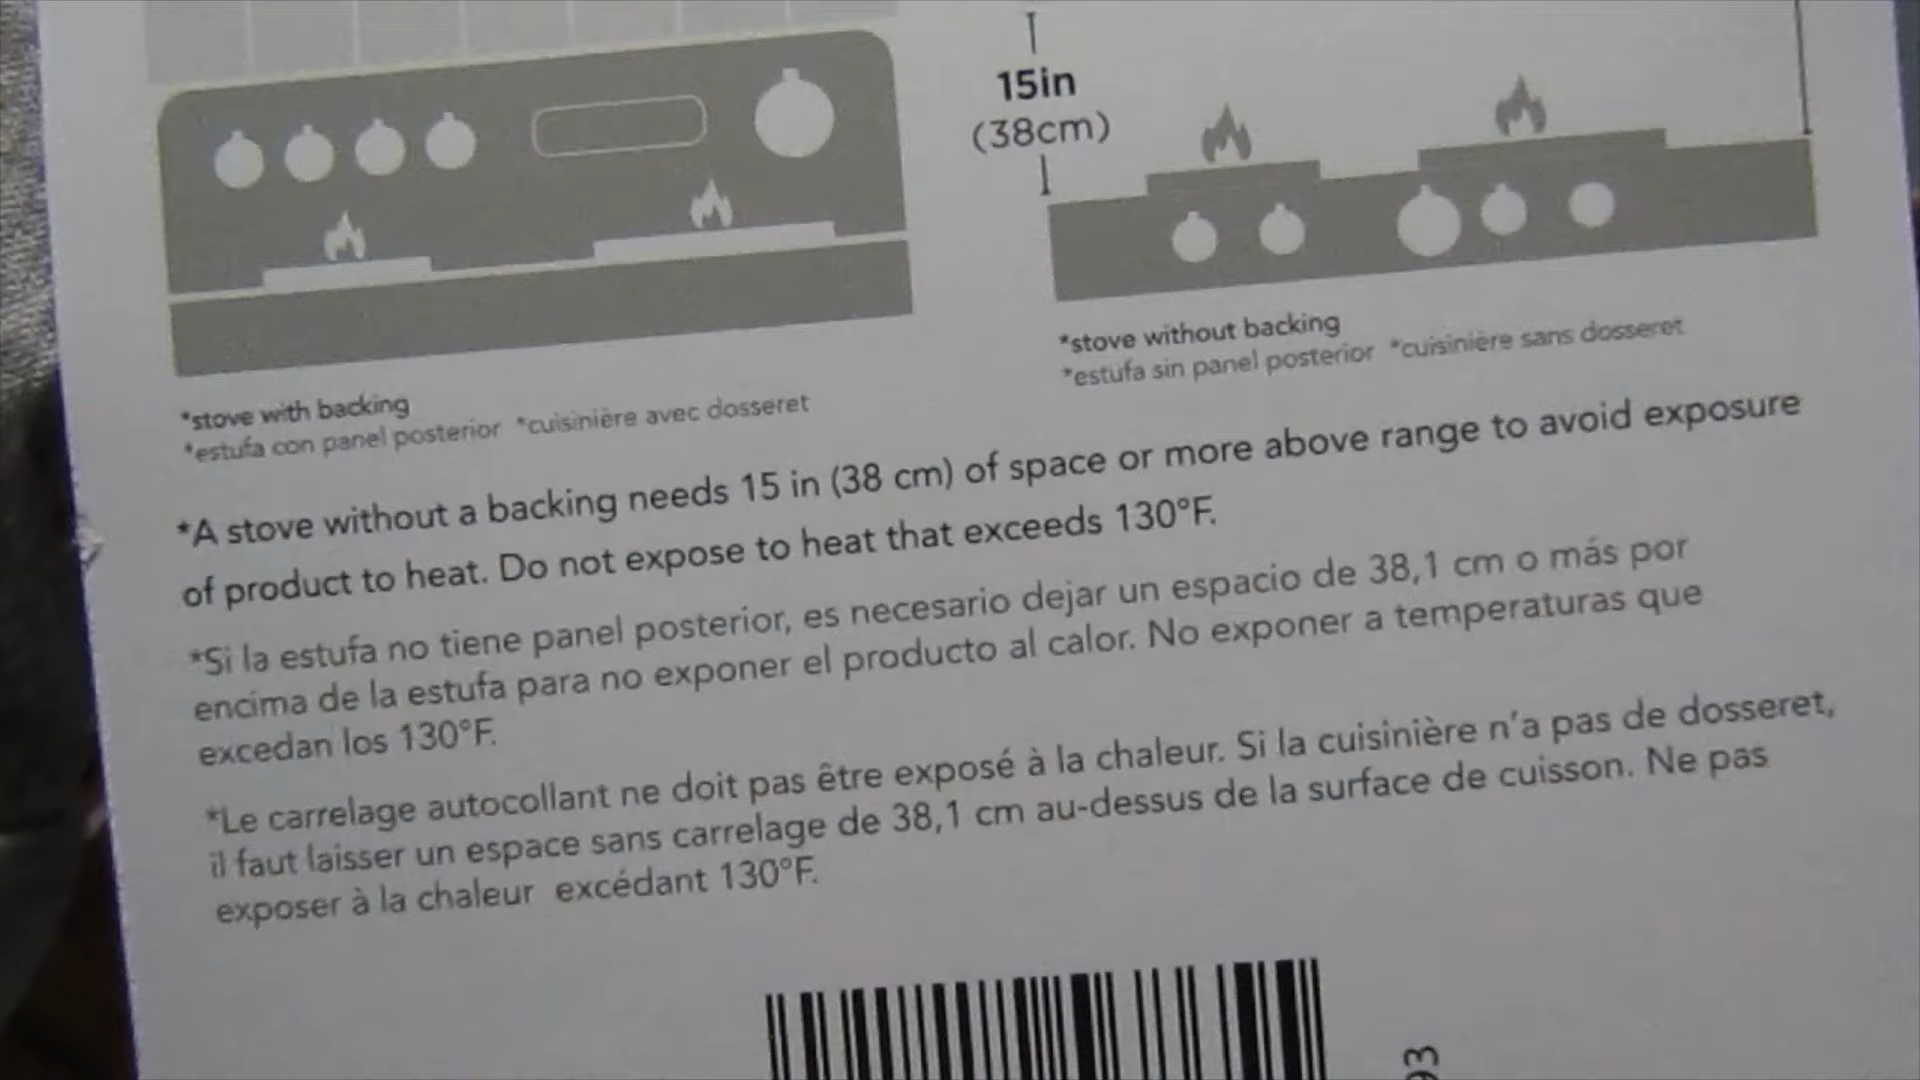 15in
(38cm)
*stove with backing
*estufa con panel posterior *cuisinière avec dosseret
*stove without backing
*estufa sin panel posterior *cuisinière sans dosseret
*A stove without a backing needs 15 in (38 cm) of space or more above range to avoid exposure
of product to heat. Do not expose to heat that exceeds 130°F.
*Si la estufa no tiene panel posterior, es necesario dejar un espacio de 38,1 cm o más por
encima de la estufa para no exponer el producto al calor. No exponer a temperaturas que
excedan los 130°F.
*Le carrelage autocollant ne doit pas être exposé à la chaleur. Si la cuisinière n'a pas de dosseret,
il faut laisser un espace sans carrelage de 38,1 cm au-dessus de la surface de cuisson. Ne pas
exposer à la chaleur excédant 130°F.
93